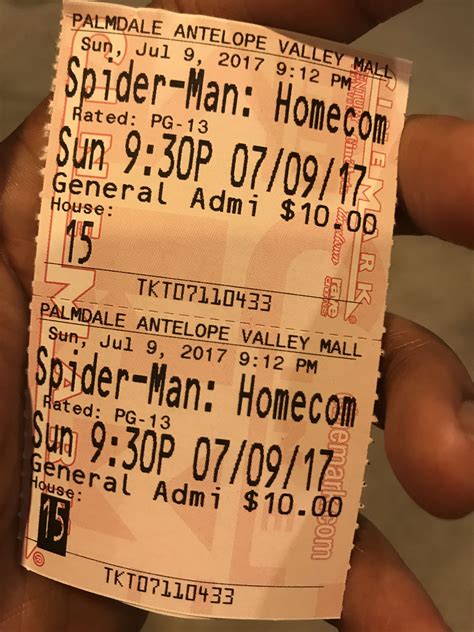 PALMDALE ANTELOPE VALLEY MALL
Sun, Jul 9, 2017 9:12 PM
Spider-Man: Homecom
Rated: PG-13
Sun 9:30P 07/09/17
General Admi $10.00
House:
15
TKT07110433
CINEMARK
PALMDALE ANTELOPE VALLEY MALL
Sun, Jul 9, 2017 9:12 PM
Spider-Man: Homecom
Rated: PG-13
Sun 9:30P 07/09/17
General Admi $10.00
House:
15
TKT07110433
emark.com